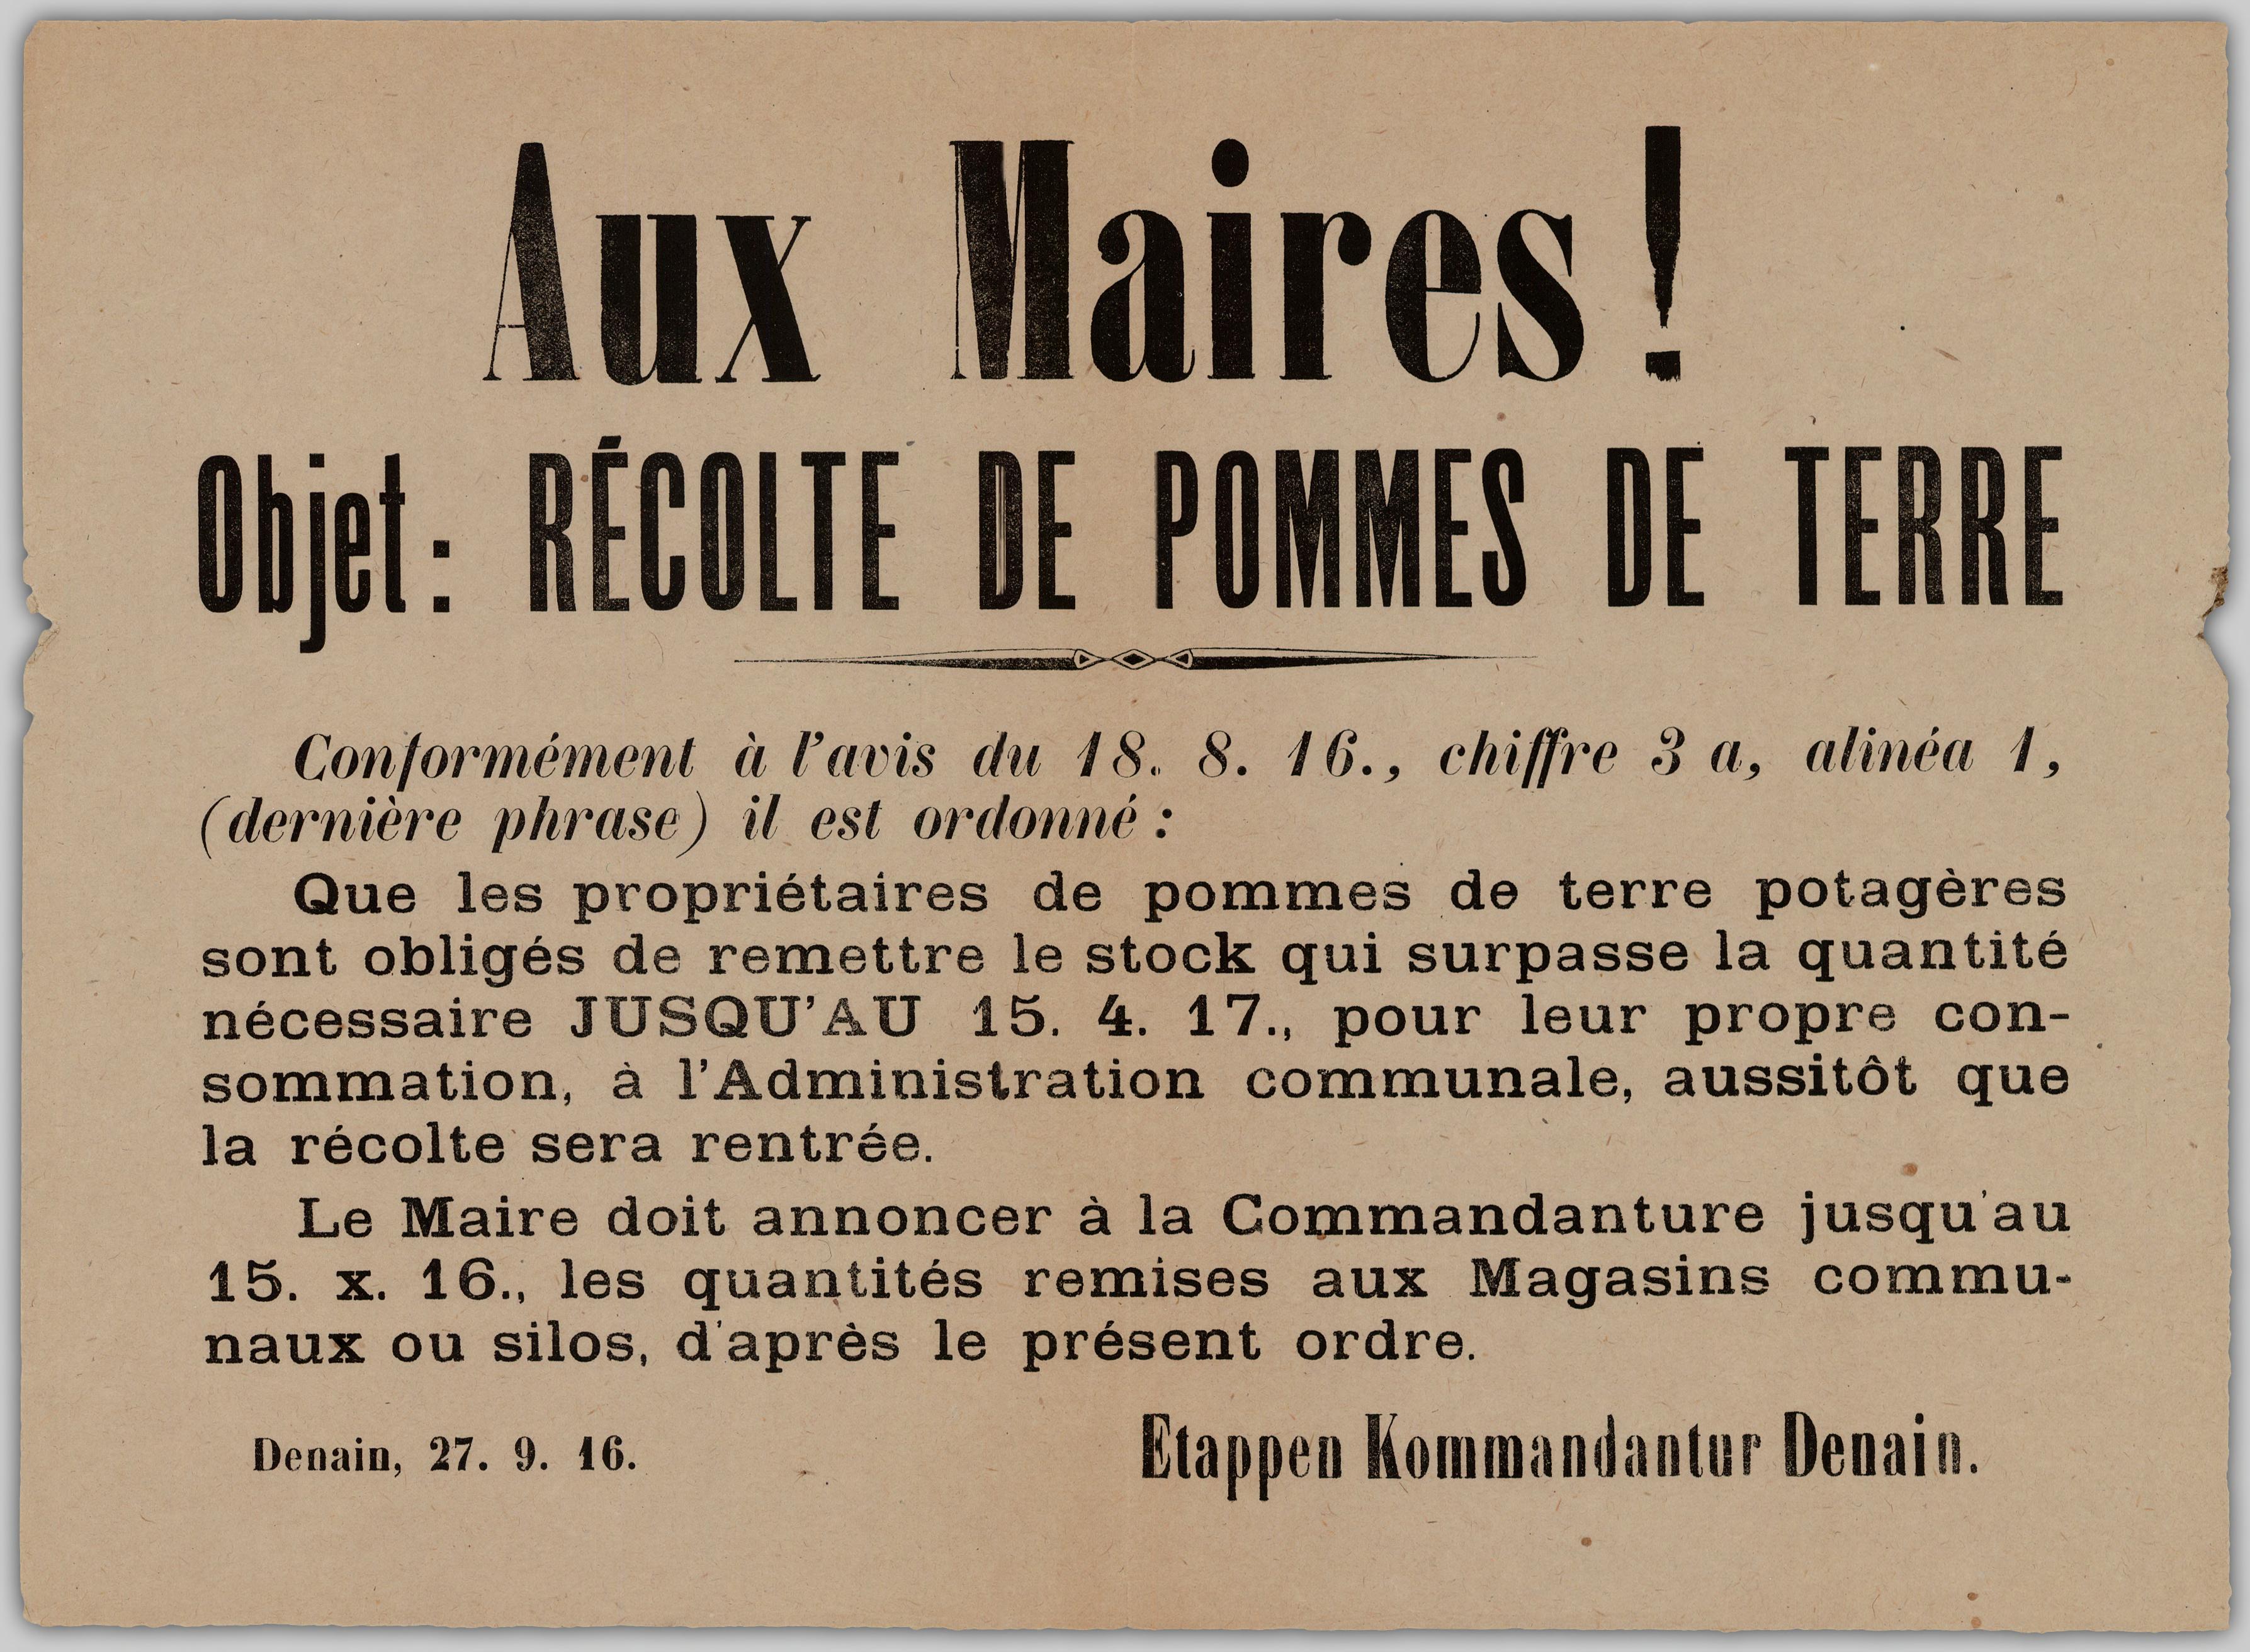 Aux Maires !
Objet : RÉCOLTE DE POMMES DE TERRE
Conformément à l'avis du 18. 8. 16., chiffre 3 a, alinéa 1,
(dernière phrase) il est ordonné :
Que les propriétaires de pommes de terre potagères
sont obligés de remettre le stock qui surpasse la quantité
nécessaire JUSQU'AU 15. 4. 17., pour leur propre con-
sommation, à l'Administration communale, aussitôt que
la récolte sera rentrée.
Le Maire doit annoncer à la Commandanture jusqu'au
15. x. 16., les quantités remises aux Magasins commu-
naux ou silos, d'après le présent ordre.
Denain, 27. 9. 16.
Etappen Kommandantur Denain.